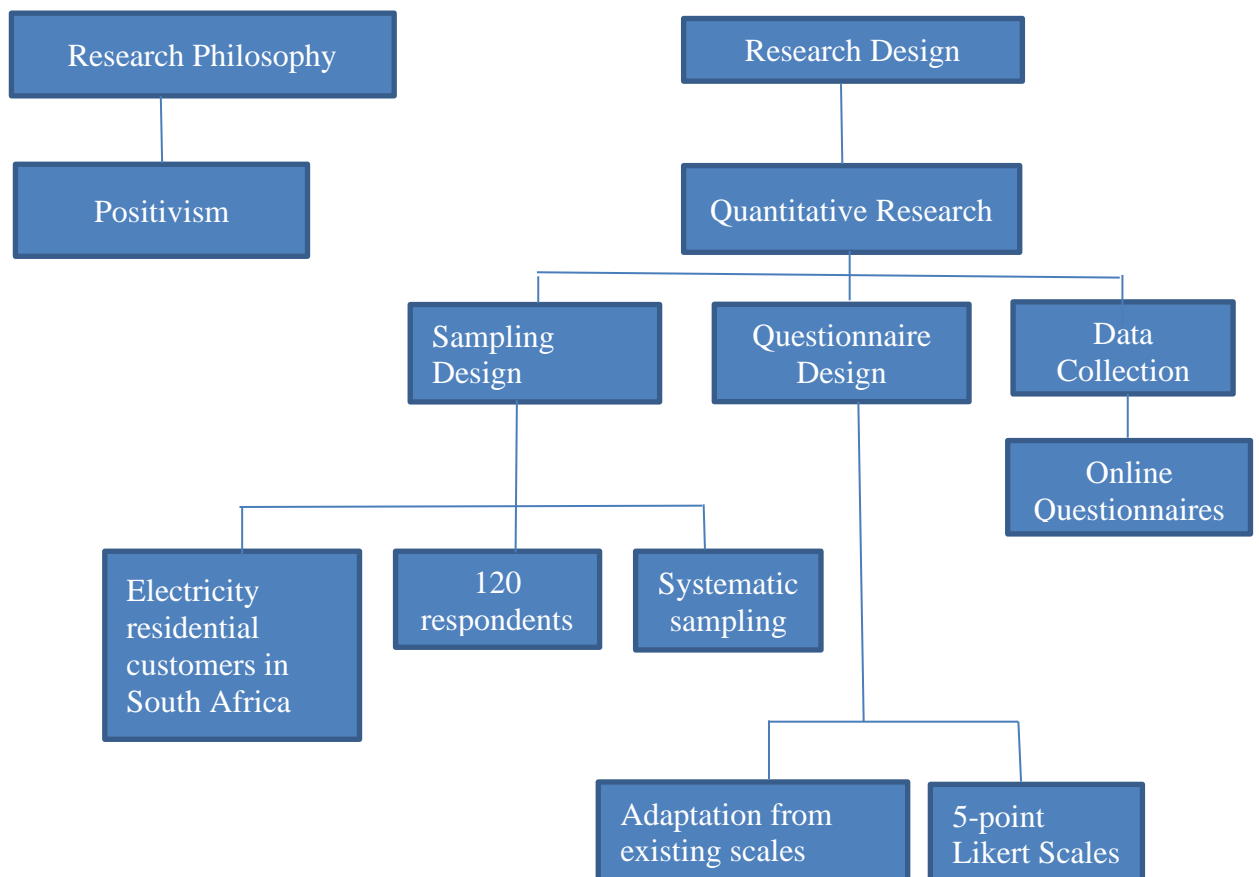 Research Philosophy
Research Design
Positivism
Quantitative Research
Sampling
Design
Questionnaire
Design
Data
Collection
Online
Questionnaires
Electricity
residential
customers in
South Africa
120
respondents
Systematic
sampling
Adaptation from
existing scales
5-point
Likert Scales